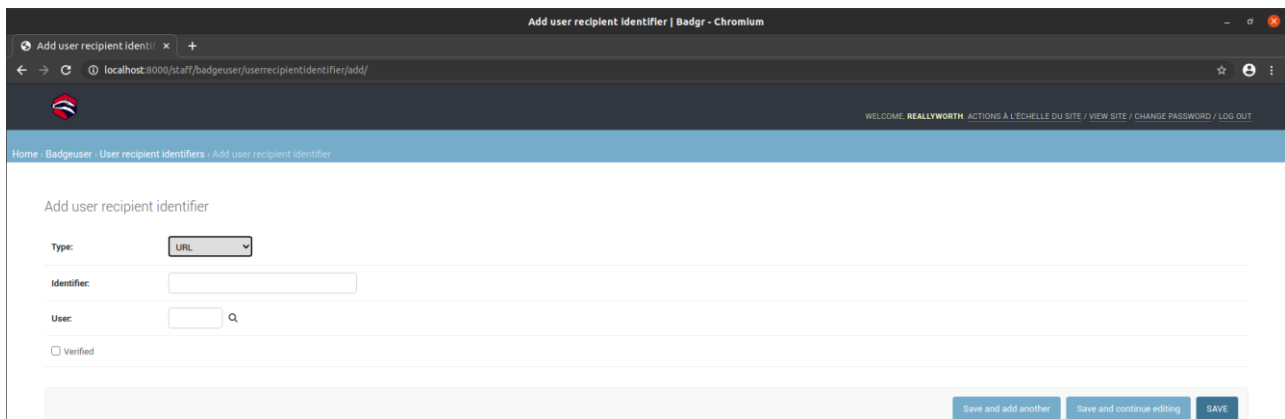 Add user recipient identifier | Badgr - Chromium
Add user recipient identif
localhost:8000/staff/badgeuser/userrecipientidentifier/add/
WELCOME, REALLYWORTH. ACTIONS À L'ÉCHELLE DU SITE / VIEW SITE / CHANGE PASSWORD / LOG OUT
Home › Badgeuser › User recipient identifiers › Add user recipient identifier
Add user recipient identifier
Type: URL
Identifier:
User:
Verified
Save and add another Save and continue editing SAVE